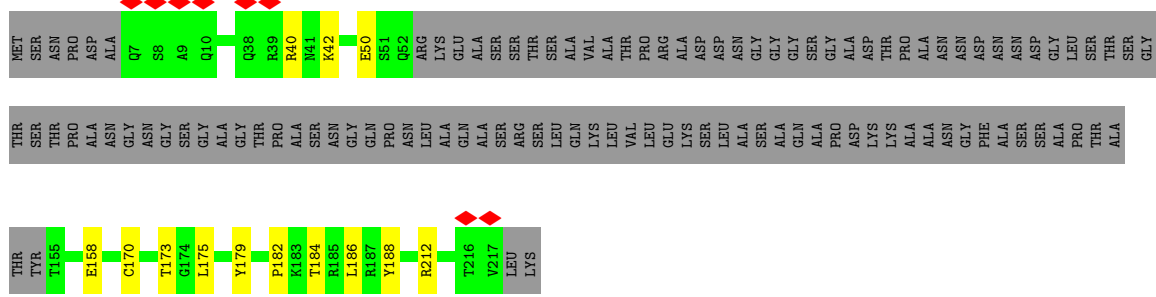 MET SER ASN PRO ASP ALA Q7 S8 A9 Q10 Q38 R39 R40 N41 K42 E50 S51 Q52 ARG LYS GLU ALA SER SER THR SER ALA VAL ALA THR PRO ARG ALA ASP ASP ASN GLY GLY GLY SER GLY ALA ASP THR PRO ALA ASN ASN ASP ASN ASN ASP GLY LEU SER THR SER GLY
THR SER THR PRO ALA ASN GLY ASN GLY SER GLY ALA GLY THR PRO ALA SER ASN GLY GLN PRO ASN LEU ALA GLN ALA SER ARG SER LEU GLN LYS LEU VAL LEU GLU LYS SER LEU ALA SER ALA GLN ALA PRO ASP LYS LYS ALA ALA ASN GLY PHE ALA SER SER ALA PRO THR ALA
THR TYR T155 E158 C170 T173 G174 L175 Y179 P182 K183 T184 R185 L186 R187 Y188 R212 T216 V217 LEU LYS